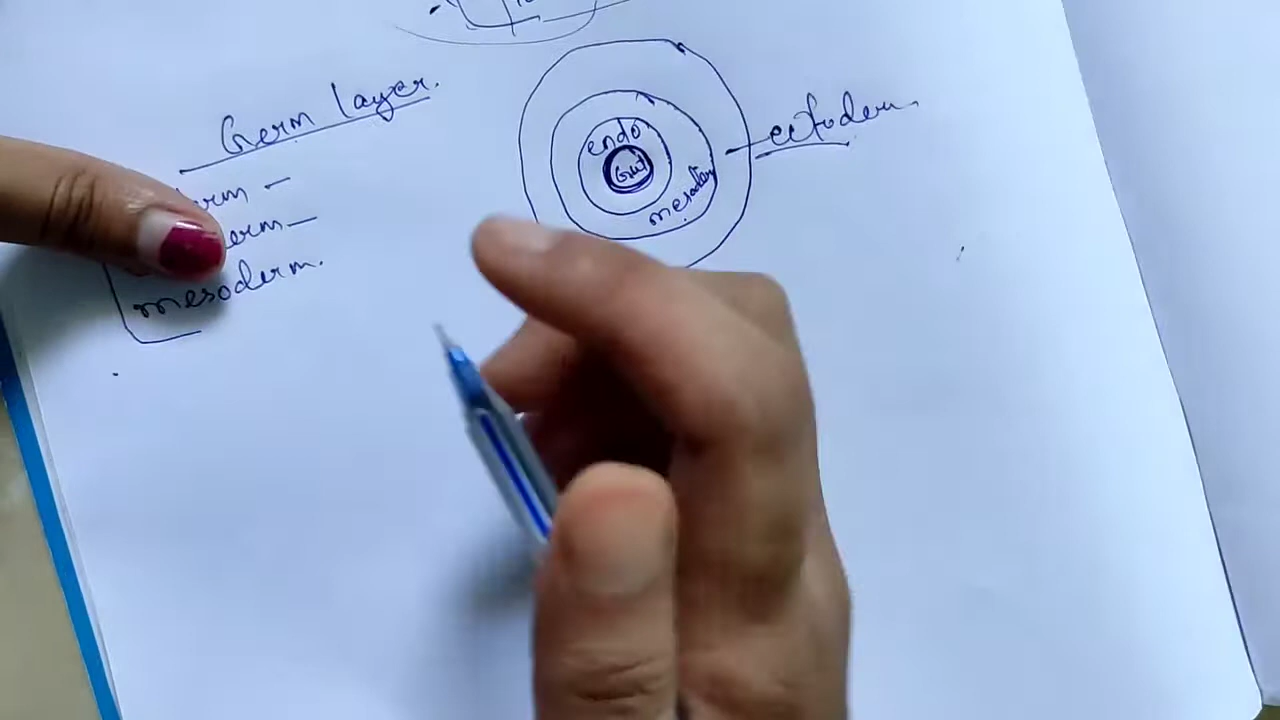 Germ layer.
erm -
erm -
mesoderm.
endo
Gut
mesoderm
ectoderm